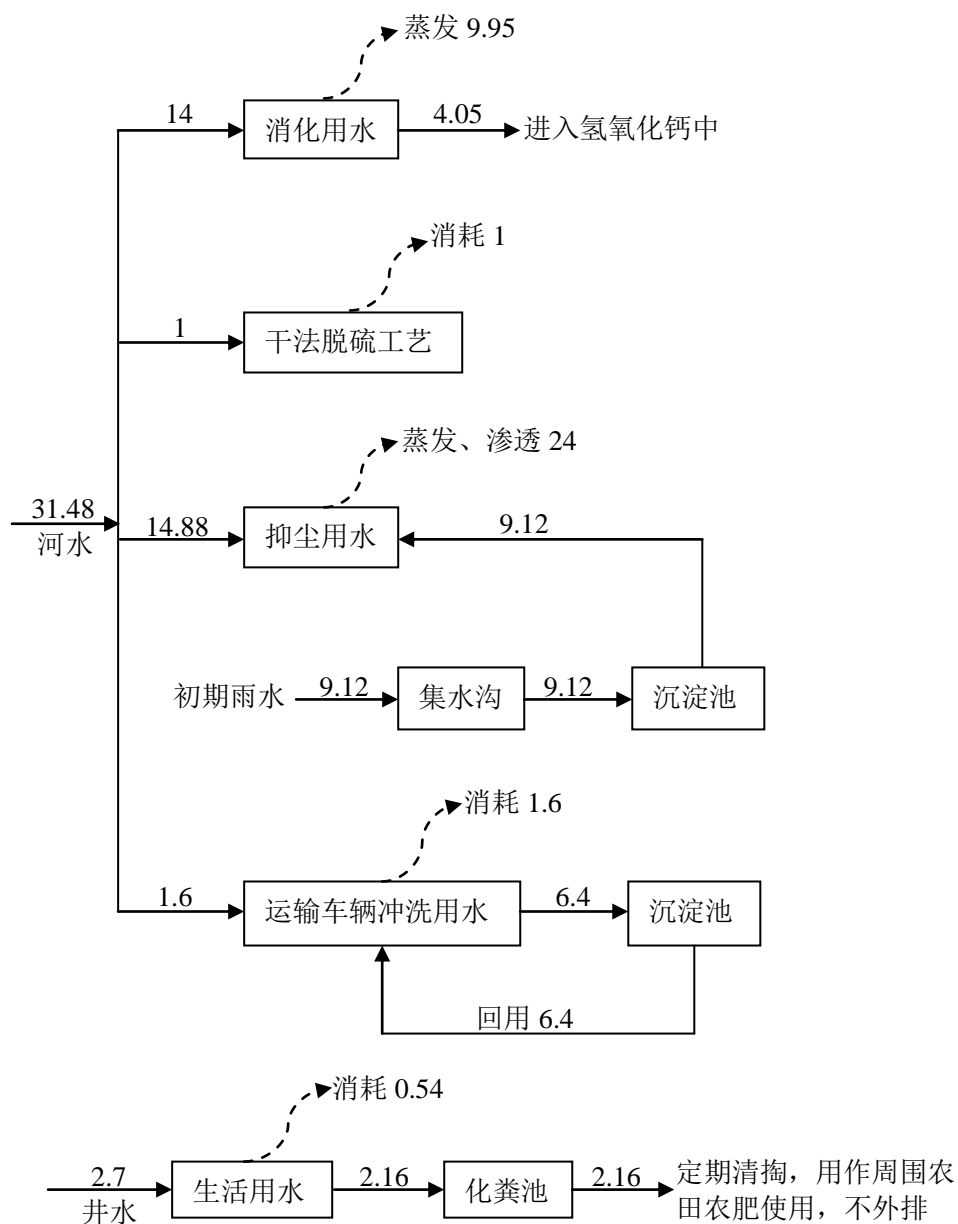 蒸发 9.95
14
消化用水
4.05
进入氢氧化钙中
消耗 1
1
干法脱硫工艺
蒸发、渗透 24
31.48
河水
14.88
抑尘用水
9.12
初期雨水
9.12
集水沟
9.12
沉淀池
消耗 1.6
1.6
运输车辆冲洗用水
6.4
沉淀池
回用 6.4
消耗 0.54
2.7
井水
生活用水
2.16
化粪池
2.16
定期清掏，用作周围农
田农肥使用，不外排